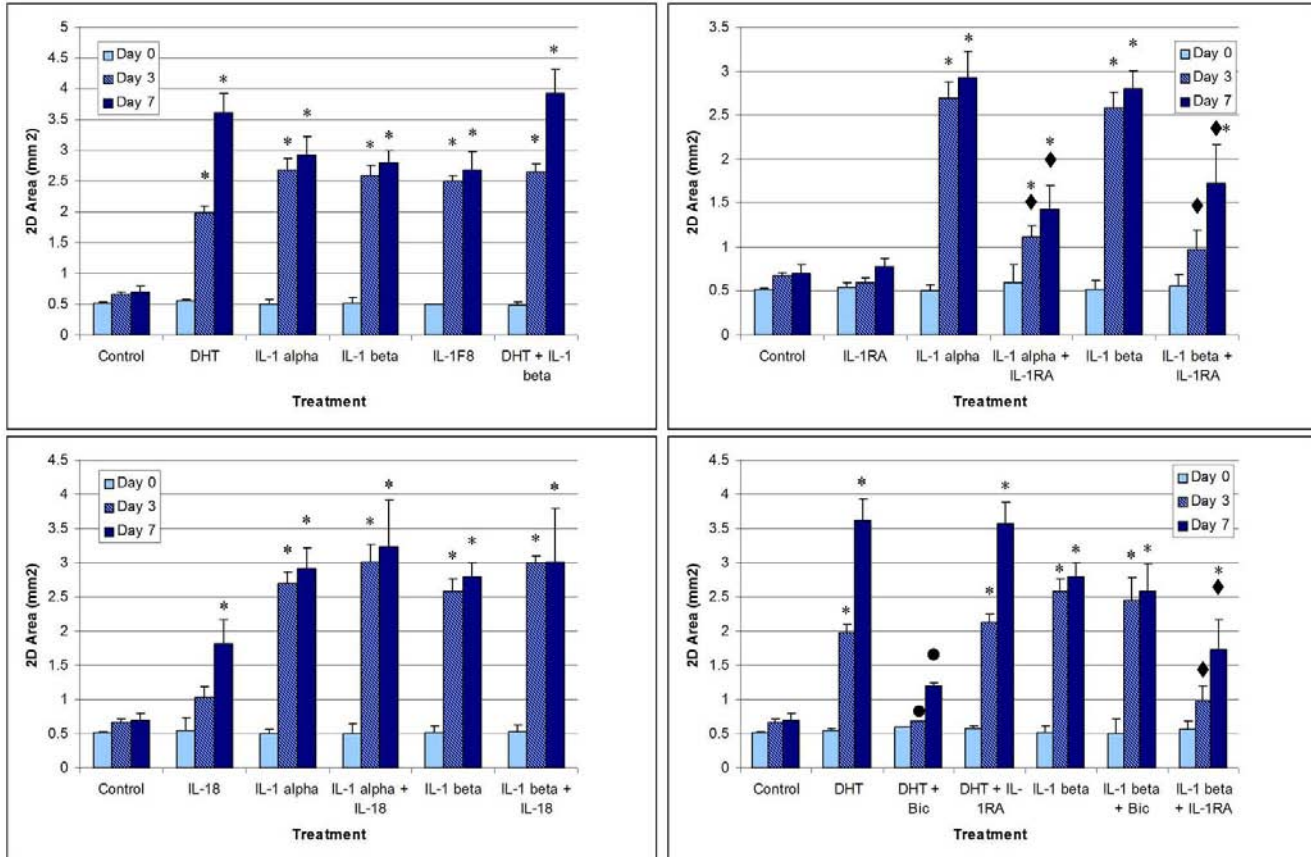 5
4.5
4
3.5
3
2.5
2
1.5
1
0.5
0
2D Area (mm 2)
Day 0
Day 3
Day 7
* * * * * * * * * *
Control DHT IL-1 alpha IL-1 beta IL-1F8 DHT + IL-1
beta
Treatment
3.5
3
2.5
2
1.5
1
0.5
0
2D Area (mm2)
Day 0
Day 3
Day 7
* * * * * * *
Control IL-1RA IL-1 alpha IL-1 alpha + IL-1 beta IL-1 beta +
IL-1RA IL-1RA
Treatment
4.5
4
3.5
3
2.5
2
1.5
1
0.5
0
2D Area (mm2)
Day 0
Day 3
Day 7
* * * * * * * * *
Control IL-18 IL-1 alpha IL-1 alpha + IL-1 beta IL-1 beta +
IL-18 IL-18
Treatment
4.5
4
3.5
3
2.5
2
1.5
1
0.5
0
2D Area (mm2)
Day 0
Day 3
Day 7
* * * * * * * * *
Control DHT DHT + DHT + IL- IL-1 beta IL-1 beta IL-1 beta
Bic 1RA + Bic + IL-1RA
Treatment